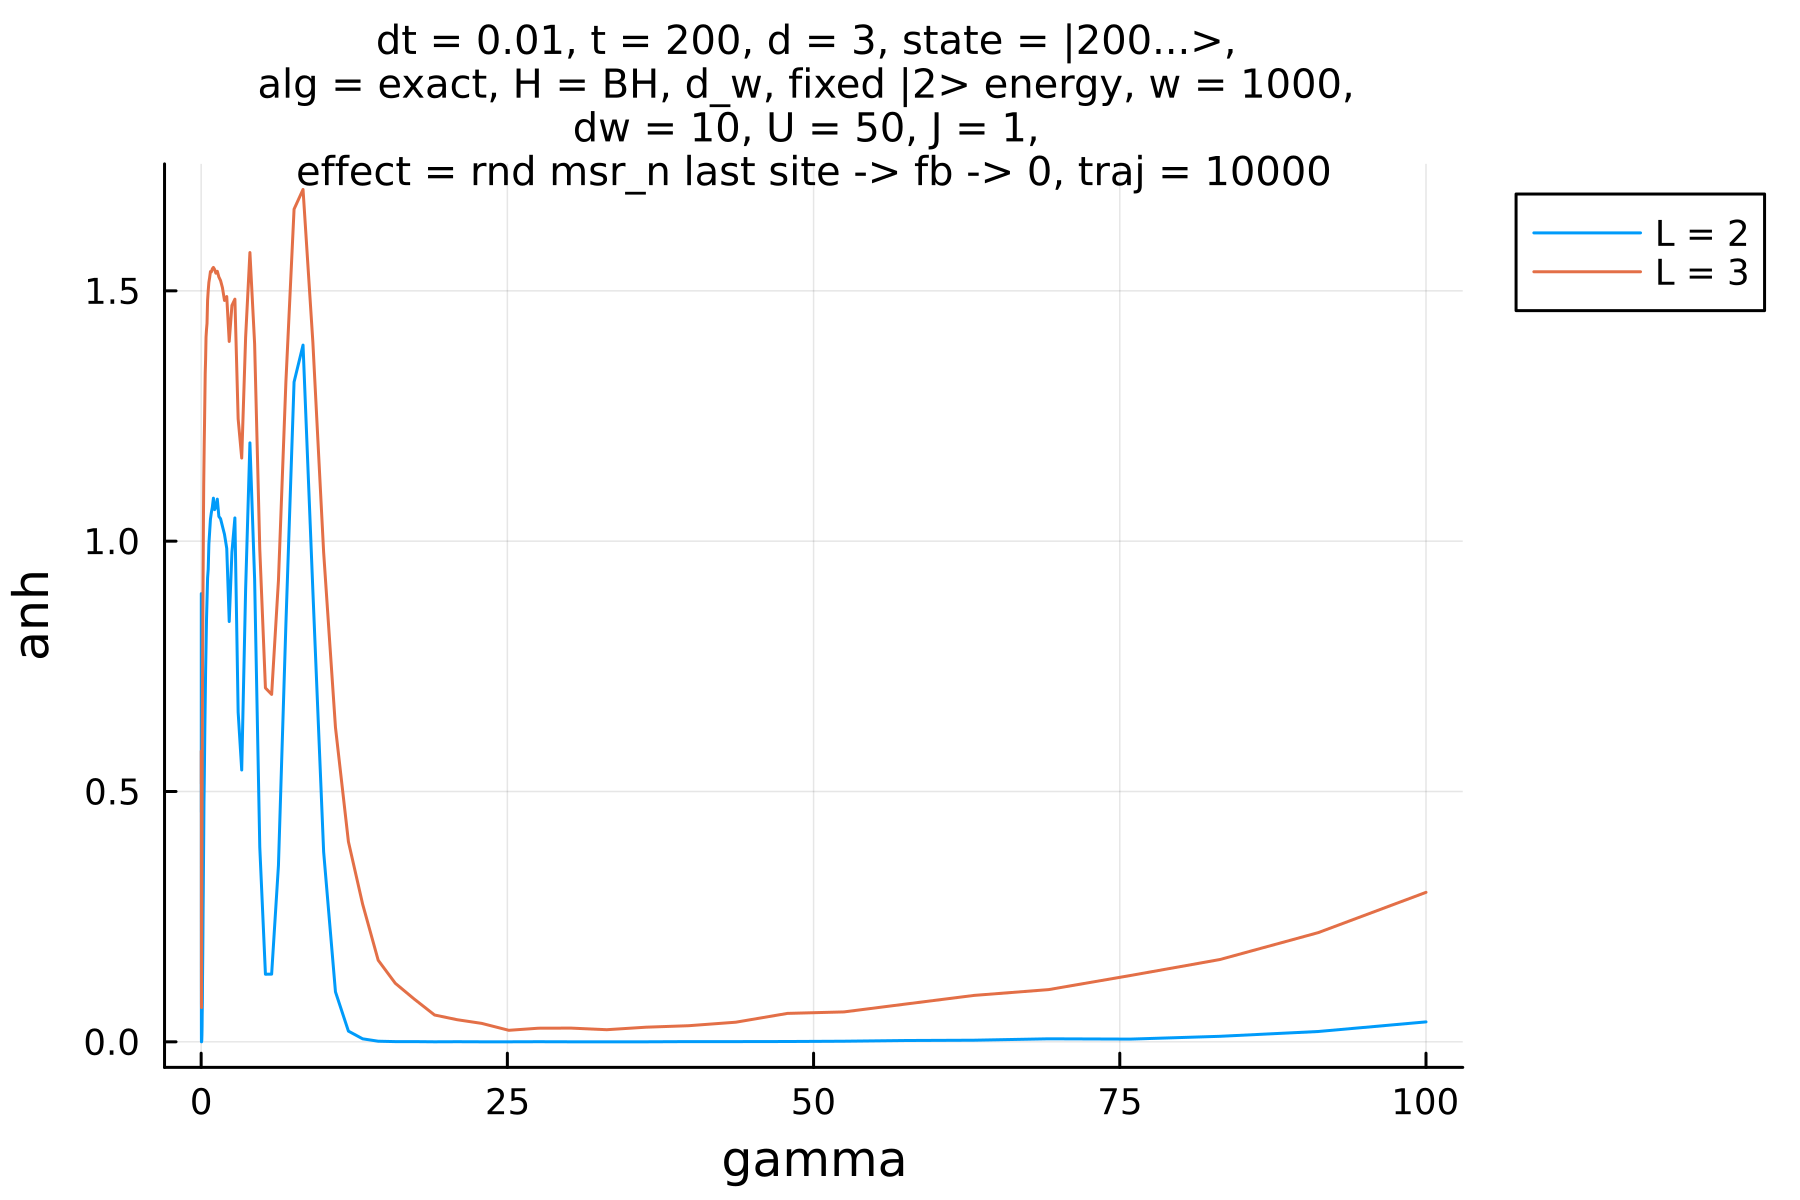 dt = 0.01, t = 200, d = 3, state = |200...>,
alg = exact, H = BH, d_w, fixed |2> energy, w = 1000,
dw = 10, U = 50, J = 1,
effect = rnd msr_n last site -> fb -> 0, traj = 10000
L = 2
L = 3
1.5
1.0
0.5
0.0
anh
0 25 50 75 100
gamma